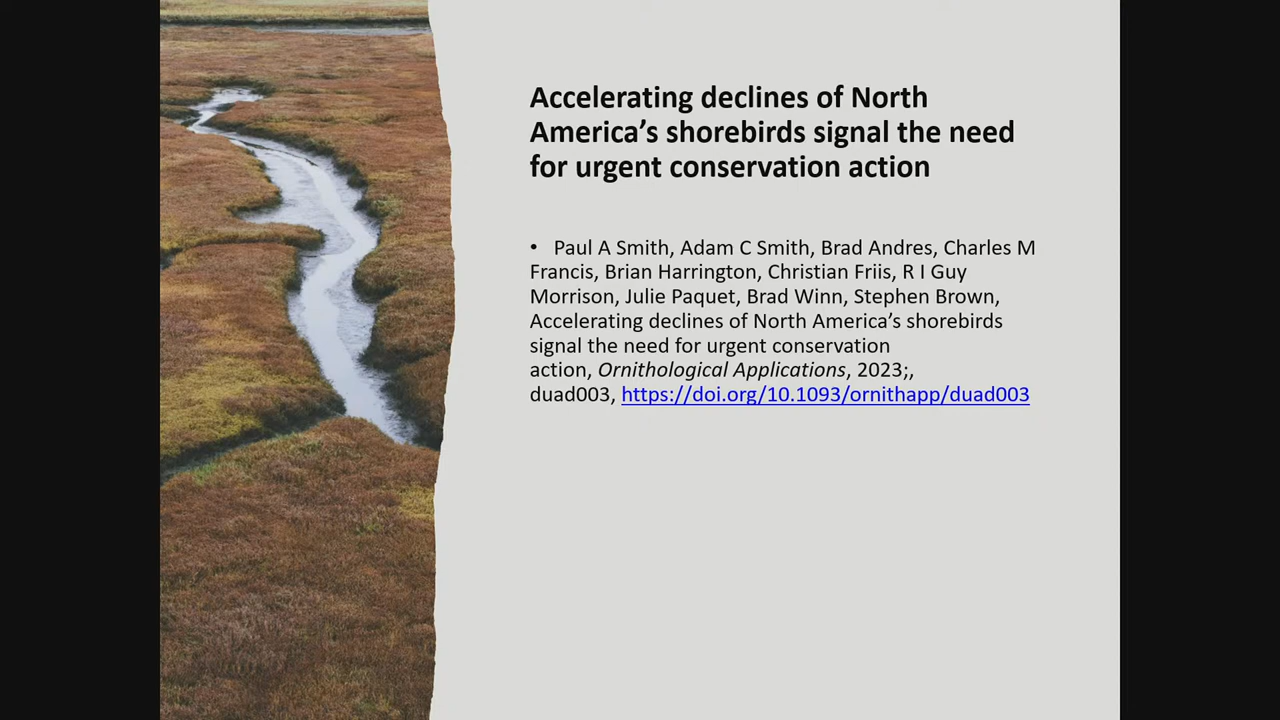 Accelerating declines of North
America’s shorebirds signal the need
for urgent conservation action
• Paul A Smith, Adam C Smith, Brad Andres, Charles M
Francis, Brian Harrington, Christian Friis, R I Guy
Morrison, Julie Paquet, Brad Winn, Stephen Brown,
Accelerating declines of North America’s shorebirds
signal the need for urgent conservation
action, Ornithological Applications, 2023;,
duad003, https://doi.org/10.1093/ornithapp/duad003